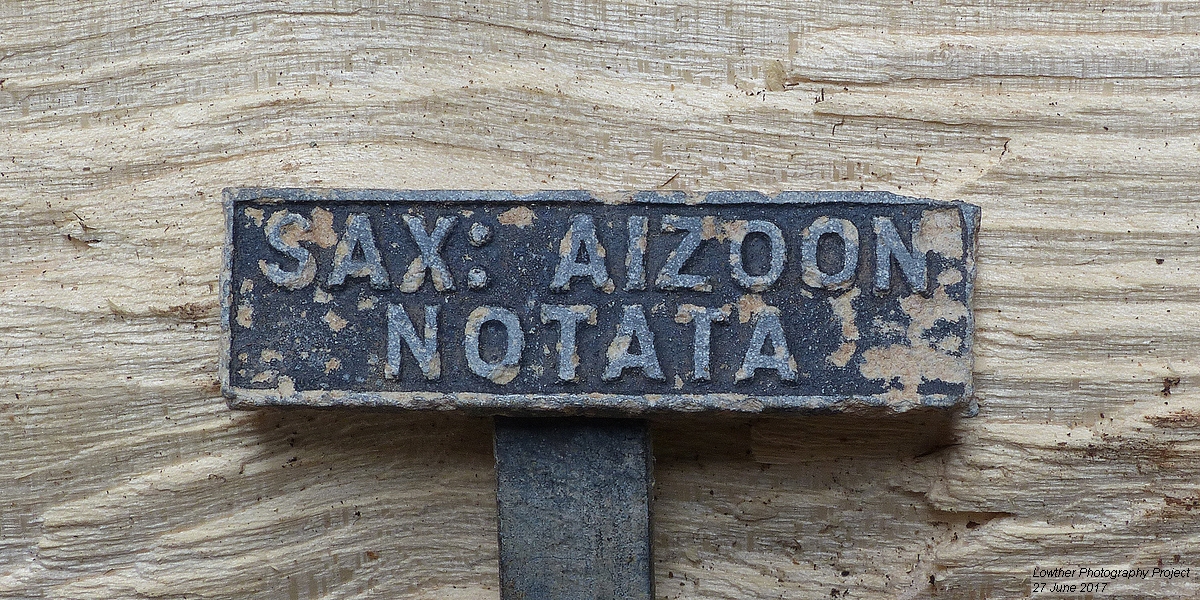 SAX: AIZOON
NOTATA
Lowther Photography Project
27 June 2017